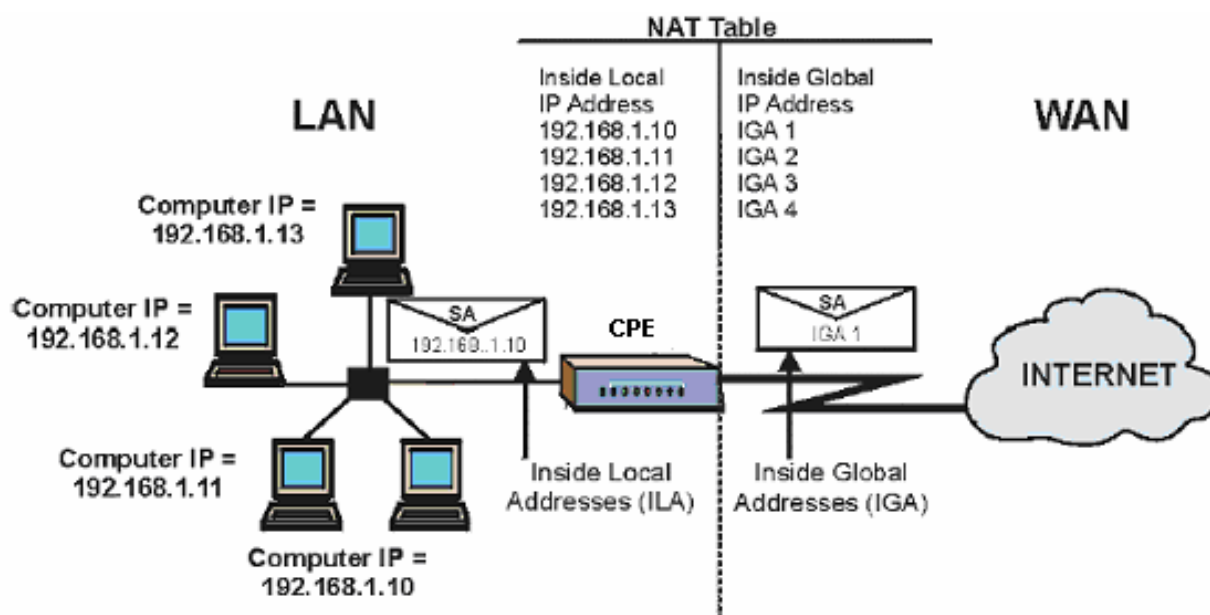 NAT Table
Inside Local
IP Address
192.168.1.10
192.168.1.11
192.168.1.12
192.168.1.13
Inside Global
IP Address
IGA 1
IGA 2
IGA 3
IGA 4
LAN
WAN
Computer IP =
192.168.1.13
Computer IP =
192.168.1.12
SA
192.168..1.10
CPE
SA
IGA 1
INTERNET
Computer IP =
192.168.1.11
Inside Local
Addresses (ILA)
Inside Global
Addresses (IGA)
Computer IP =
192.168.1.10